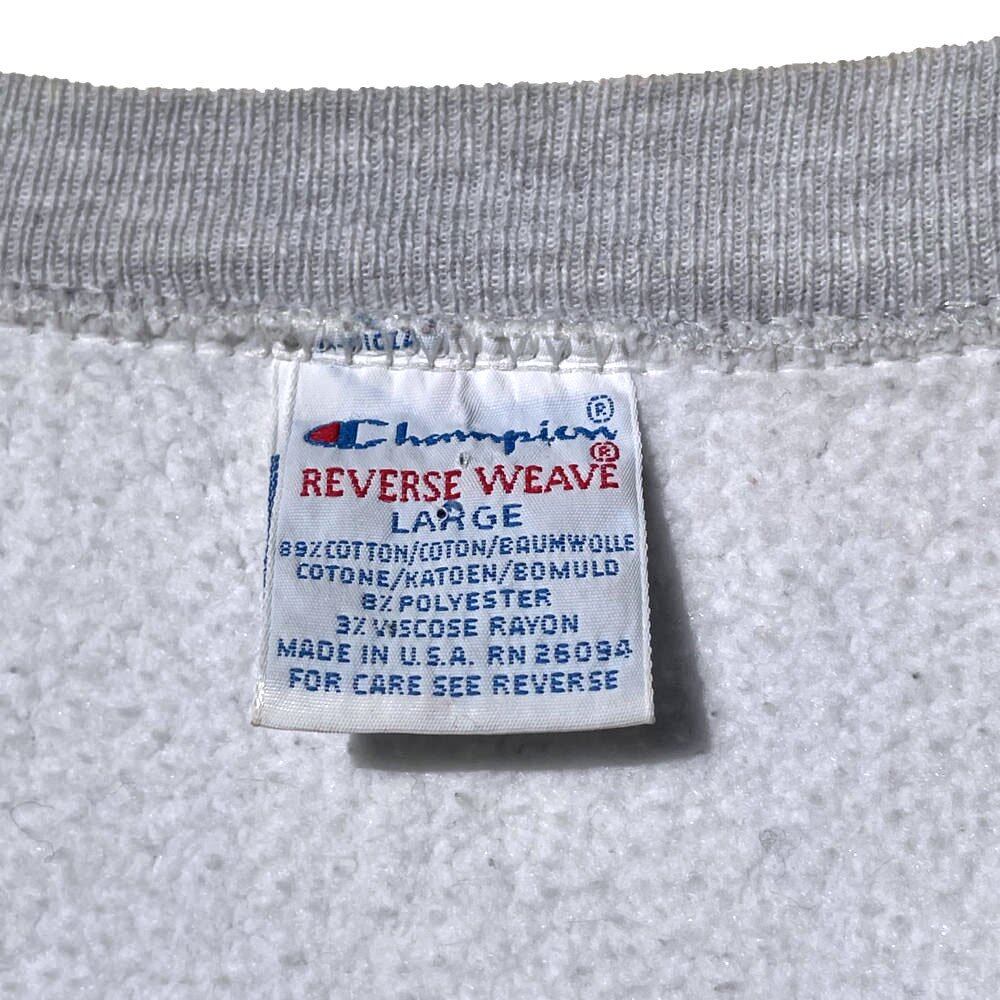 Champion ®
REVERSE WEAVE ®
LARGE
89% COTTON/COTON/BAUMWOLLE
COTONE/KATOEN/BOMULD
8% POLYESTER
3% VISCOSE RAYON
MADE IN U.S.A. RN 26094
FOR CARE SEE REVERSE